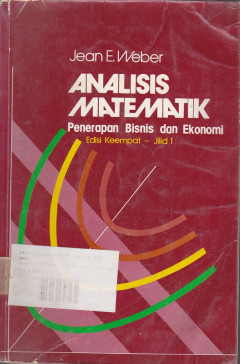 Jean E. Weber
ANALISIS
MATEMATIK
Penerapan Bisnis dan Ekonomi
Edisi Keempat – Jilid 1